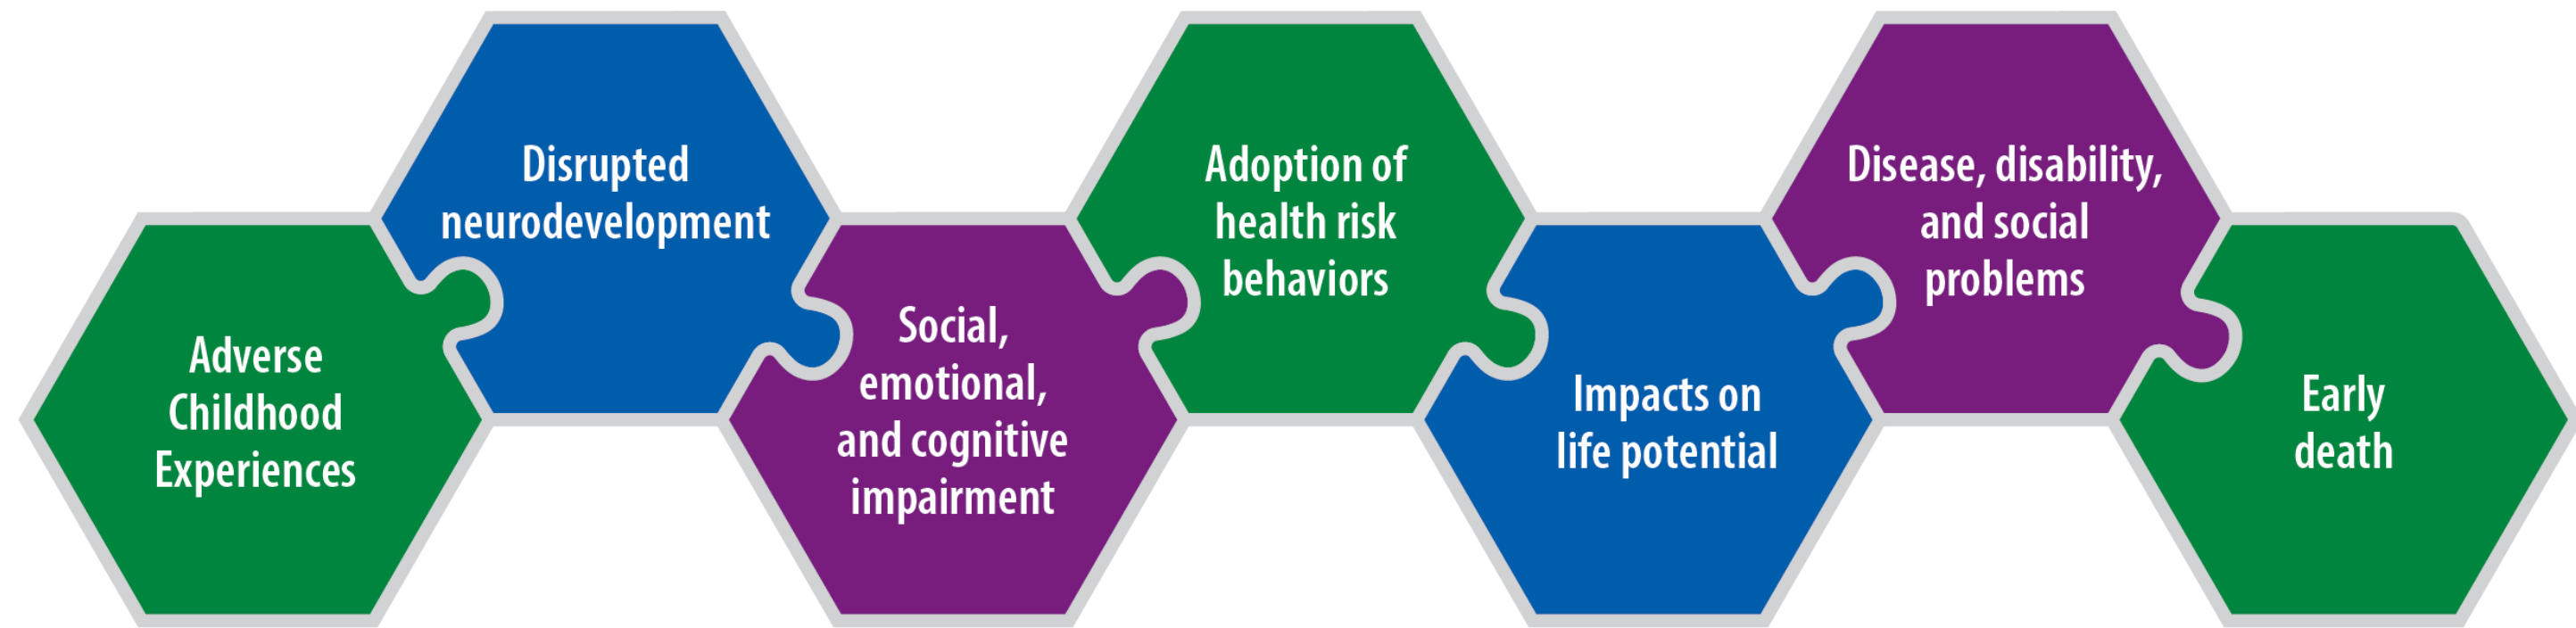 Adverse
Childhood
Experiences
Disrupted
neurodevelopment
Social,
emotional,
and cognitive
impairment
Adoption of
health risk
behaviors
Impacts on
life potential
Disease, disability,
and social
problems
Early
death